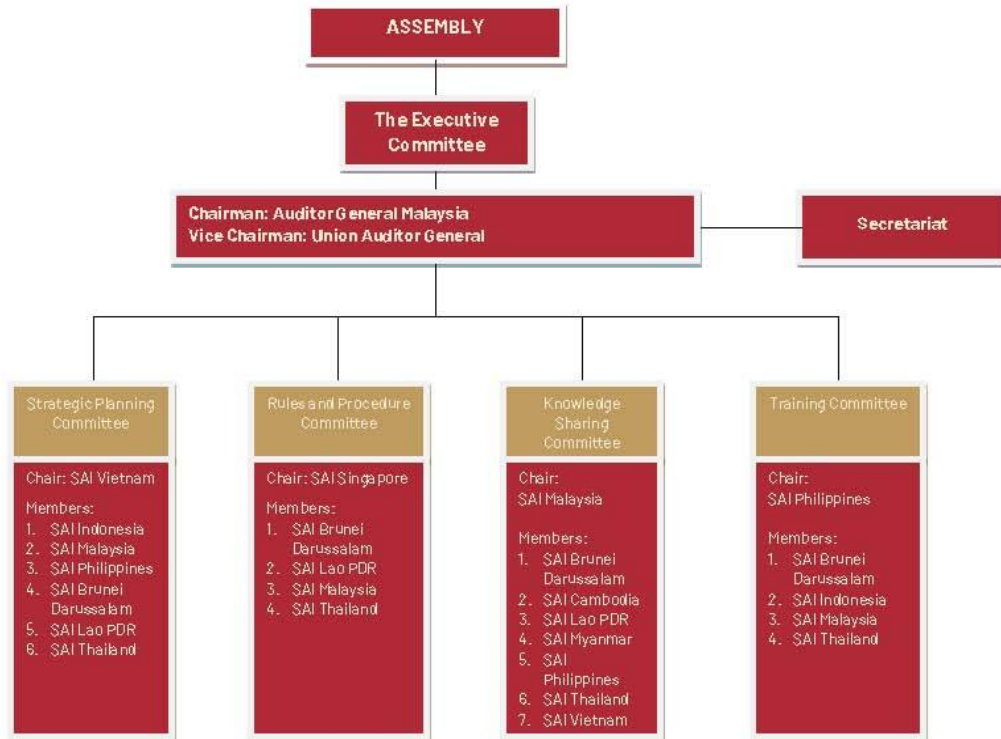 ASSEMBLY
The Executive
Committee
Chairman: Auditor General Malaysia
Vice Chairman: Union Auditor General
Secretariat
Strategic Planning
Committee
Chair: SAI Vietnam
Members:
1. SAI Indonesia
2. SAI Malaysia
3. SAI Philippines
4. SAI Brunei
Darussalam
5. SAI Lao PDR
6. SAI Thailand
Rules and Procedure
Committee
Chair: SAI Singapore
Members:
1. SAI Brunei
Darussalam
2. SAI Lao PDR
3. SAI Malaysia
4. SAI Thailand
Knowledge
Sharing
Committee
Chair:
SAI Malaysia
Members:
1. SAI Brunei
Darussalam
2. SAI Cambodia
3. SAI Lao PDR
4. SAI Myanmar
5. SAI
Philippines
6. SAI Thailand
7. SAI Vietnam
Training Committee
Chair:
SAI Philippines
Members:
1. SAI Brunei
Darussalam
2. SAI Indonesia
3. SAI Malaysia
4. SAI Thailand